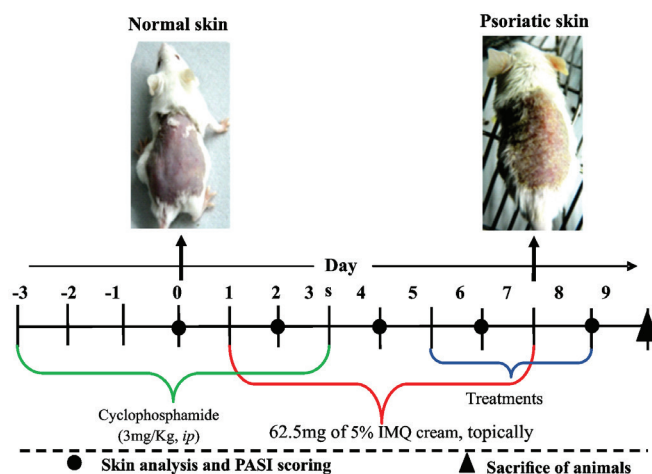 Normal skin
Psoriatic skin
Day
s
-3 -2 -1 0 1 2 3 4 5 6 7 8 9
Cyclophosphamide
(3mg/Kg, ip)
62.5mg of 5% IMQ cream, topically
Treatments
Skin analysis and PASI scoring
Sacrifice of animals